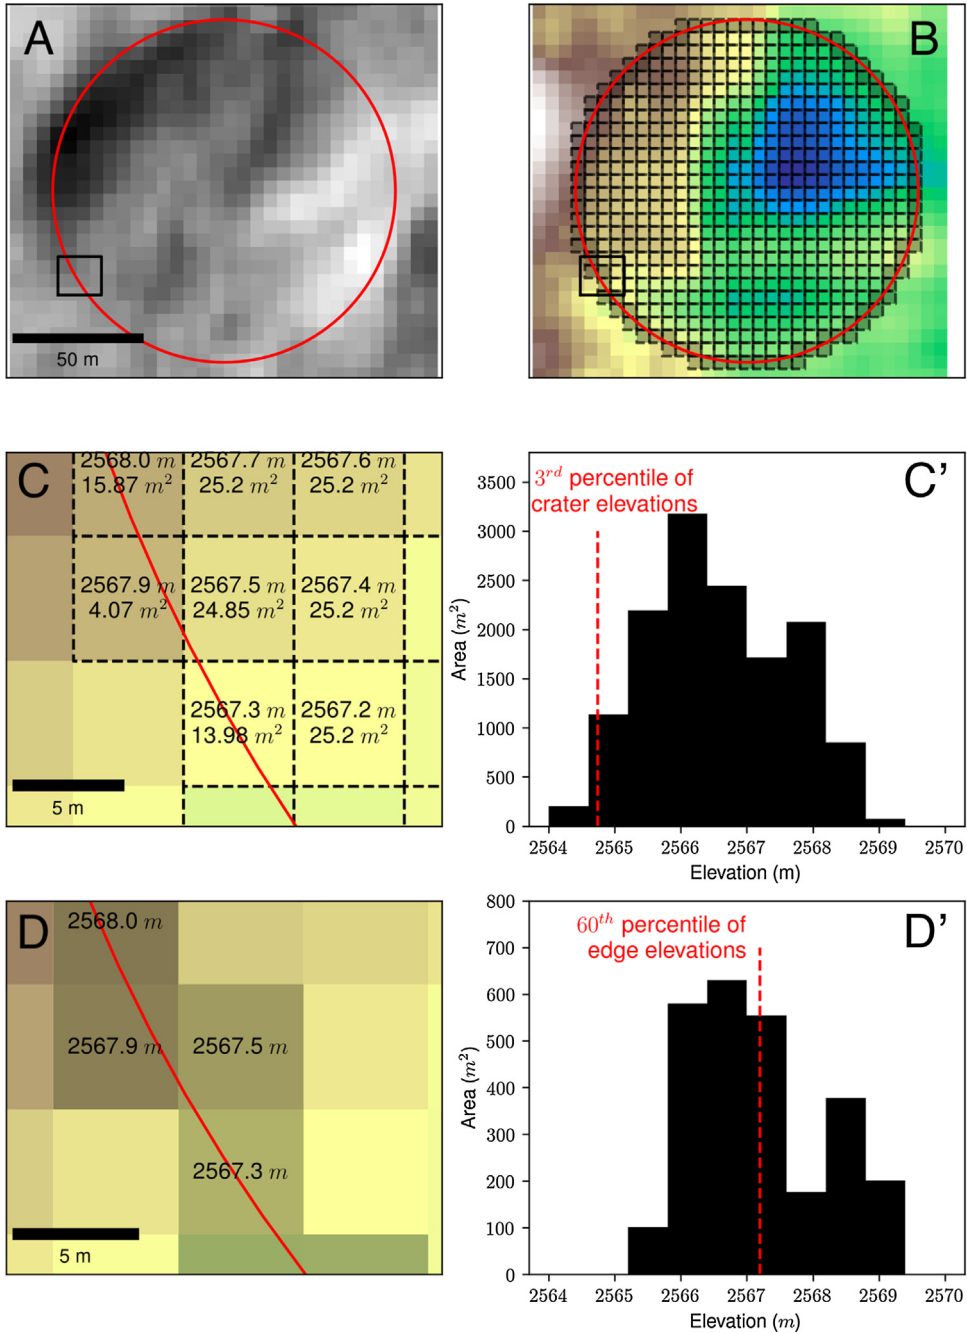 A
50 m
B
C
2568.0 m 2567.7 m 2567.6 m
15.87 m² 25.2 m² 25.2 m²
2567.9 m 2567.5 m 2567.4 m
4.07 m² 24.85 m² 25.2 m²
2567.3 m 2567.2 m
13.98 m² 25.2 m²
5 m
C’
3rd percentile of
crater elevations
3500
3000
2500
2000
1500
1000
500
0
Area (m²)
2564 2565 2566 2567 2568 2569 2570
Elevation (m)
D
2568.0 m
2567.9 m 2567.5 m
2567.3 m
5 m
D’
60th percentile of
edge elevations
800
700
600
500
400
300
200
100
0
Area (m²)
2564 2565 2566 2567 2568 2569 2570
Elevation (m)